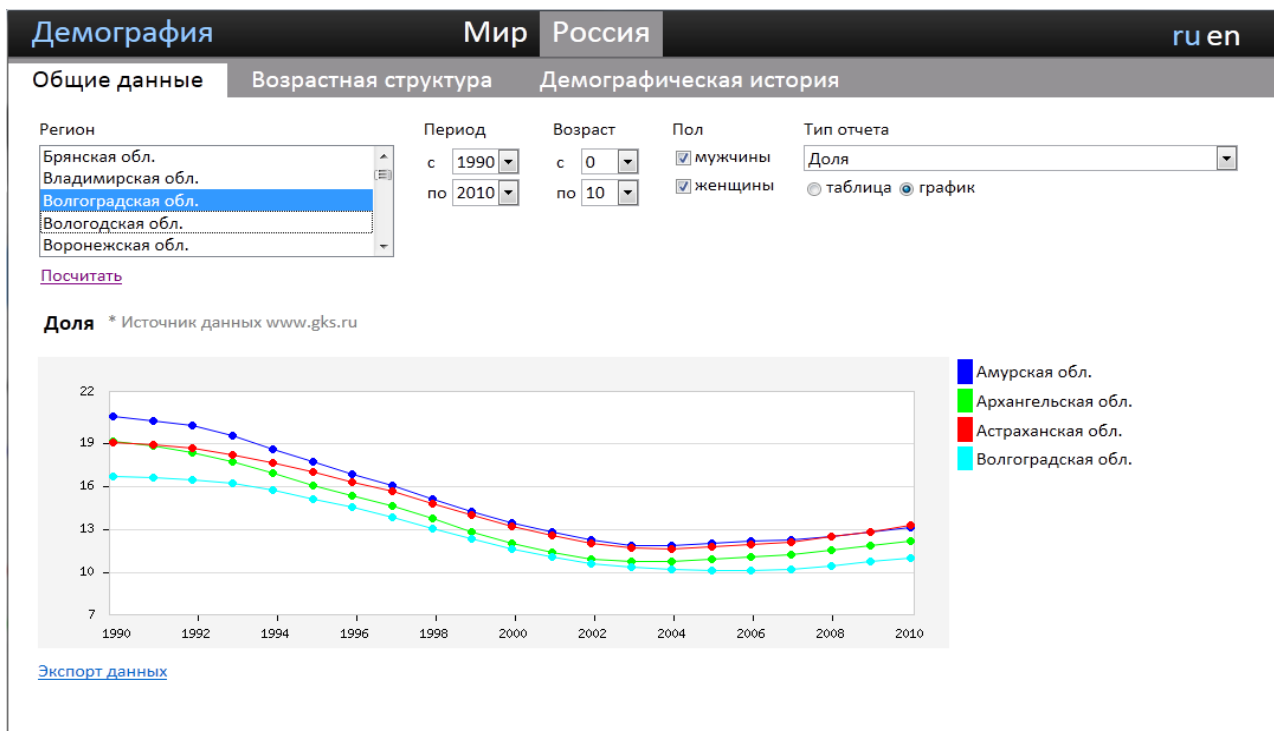 Демография Мир Россия ru en
Общие данные Возрастная структура Демографическая история
Регион Период Возраст Пол Тип отчета
Брянская обл.
Владимирская обл.
Волгоградская обл.
Вологодская обл.
Воронежская обл.
с 1990
по 2010
с 0
по 10
мужчины
женщины
Доля
таблица график
Посчитать
Доля * Источник данных www.gks.ru
22
19
16
13
10
7
1990 1992 1994 1996 1998 2000 2002 2004 2006 2008 2010
Амурская обл.
Архангельская обл.
Астраханская обл.
Волгоградская обл.
Экспорт данных